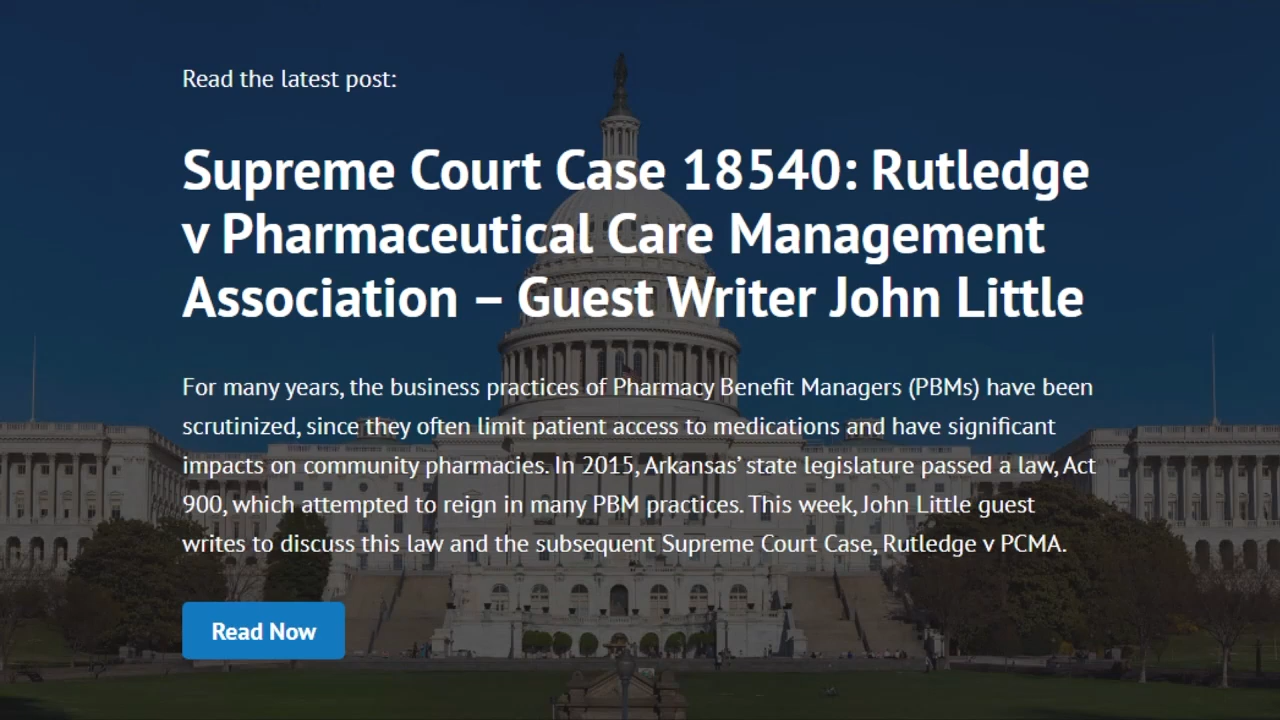 Read the latest post:
Supreme Court Case 18540: Rutledge
v Pharmaceutical Care Management
Association – Guest Writer John Little
For many years, the business practices of Pharmacy Benefit Managers (PBMs) have been
scrutinized, since they often limit patient access to medications and have significant
impacts on community pharmacies. In 2015, Arkansas’ state legislature passed a law, Act
900, which attempted to reign in many PBM practices. This week, John Little guest
writes to discuss this law and the subsequent Supreme Court Case, Rutledge v PCMA.
Read Now